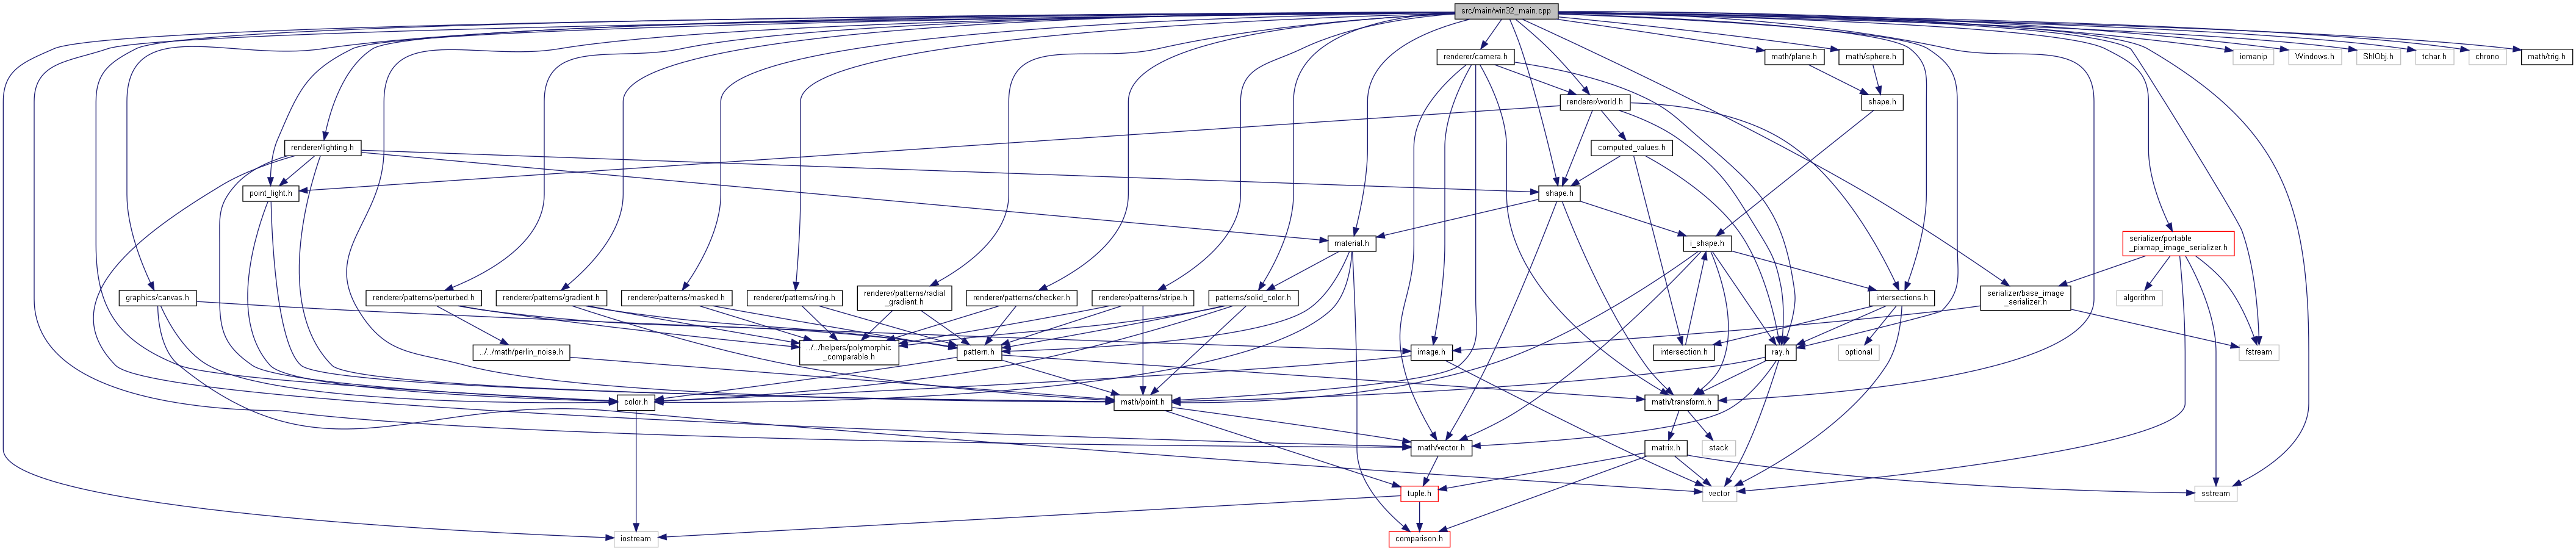 src/main/win32_main.cpp
renderer/camera.h
math/plane.h
math/sphere.h
iomanip
Windows.h
ShlObj.h
tchar.h
chrono
math/trig.h
renderer/world.h
shape.h
renderer/lighting.h
computed_values.h
point_light.h
shape.h
material.h
i_shape.h
serializer/portable
_pixmap_image_serializer.h
graphics/canvas.h
renderer/patterns/perturbed.h
renderer/patterns/gradient.h
renderer/patterns/masked.h
renderer/patterns/ring.h
renderer/patterns/radial
_gradient.h
renderer/patterns/checker.h
renderer/patterns/stripe.h
patterns/solid_color.h
intersections.h
serializer/base_image
_serializer.h
algorithm
../../math/perlin_noise.h
../../helpers/polymorphic
_comparable.h
pattern.h
image.h
intersection.h
ray.h
optional
fstream
color.h
math/point.h
math/transform.h
math/vector.h
matrix.h
stack
tuple.h
vector
sstream
iostream
comparison.h